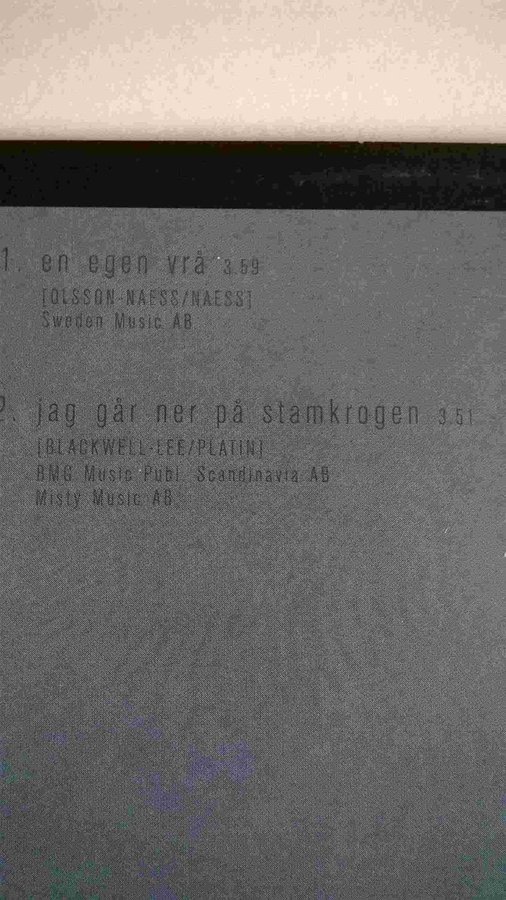 1. en egen vrå 3.59
[OLSSON-NAESS/NAESS]
Sweden Music AB
2. jag går ner på stamkrogen 3.51
[BLACKWELL-LEE/PLATIN]
BMG Music Publ. Scandinavia AB
Misty Music AB